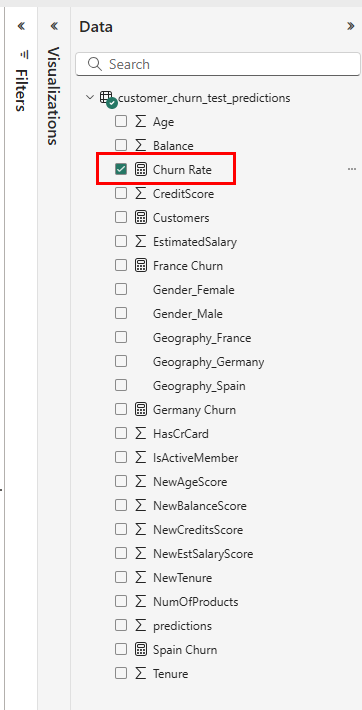 Filters
Visualizations
Data
Search
customer_churn_test_predictions
Age
Balance
Churn Rate
CreditScore
Customers
EstimatedSalary
France Churn
Gender_Female
Gender_Male
Geography_France
Geography_Germany
Geography_Spain
Germany Churn
HasCrCard
IsActiveMember
NewAgeScore
NewBalanceScore
NewCreditsScore
NewEstSalaryScore
NewTenure
NumOfProducts
predictions
Spain Churn
Tenure